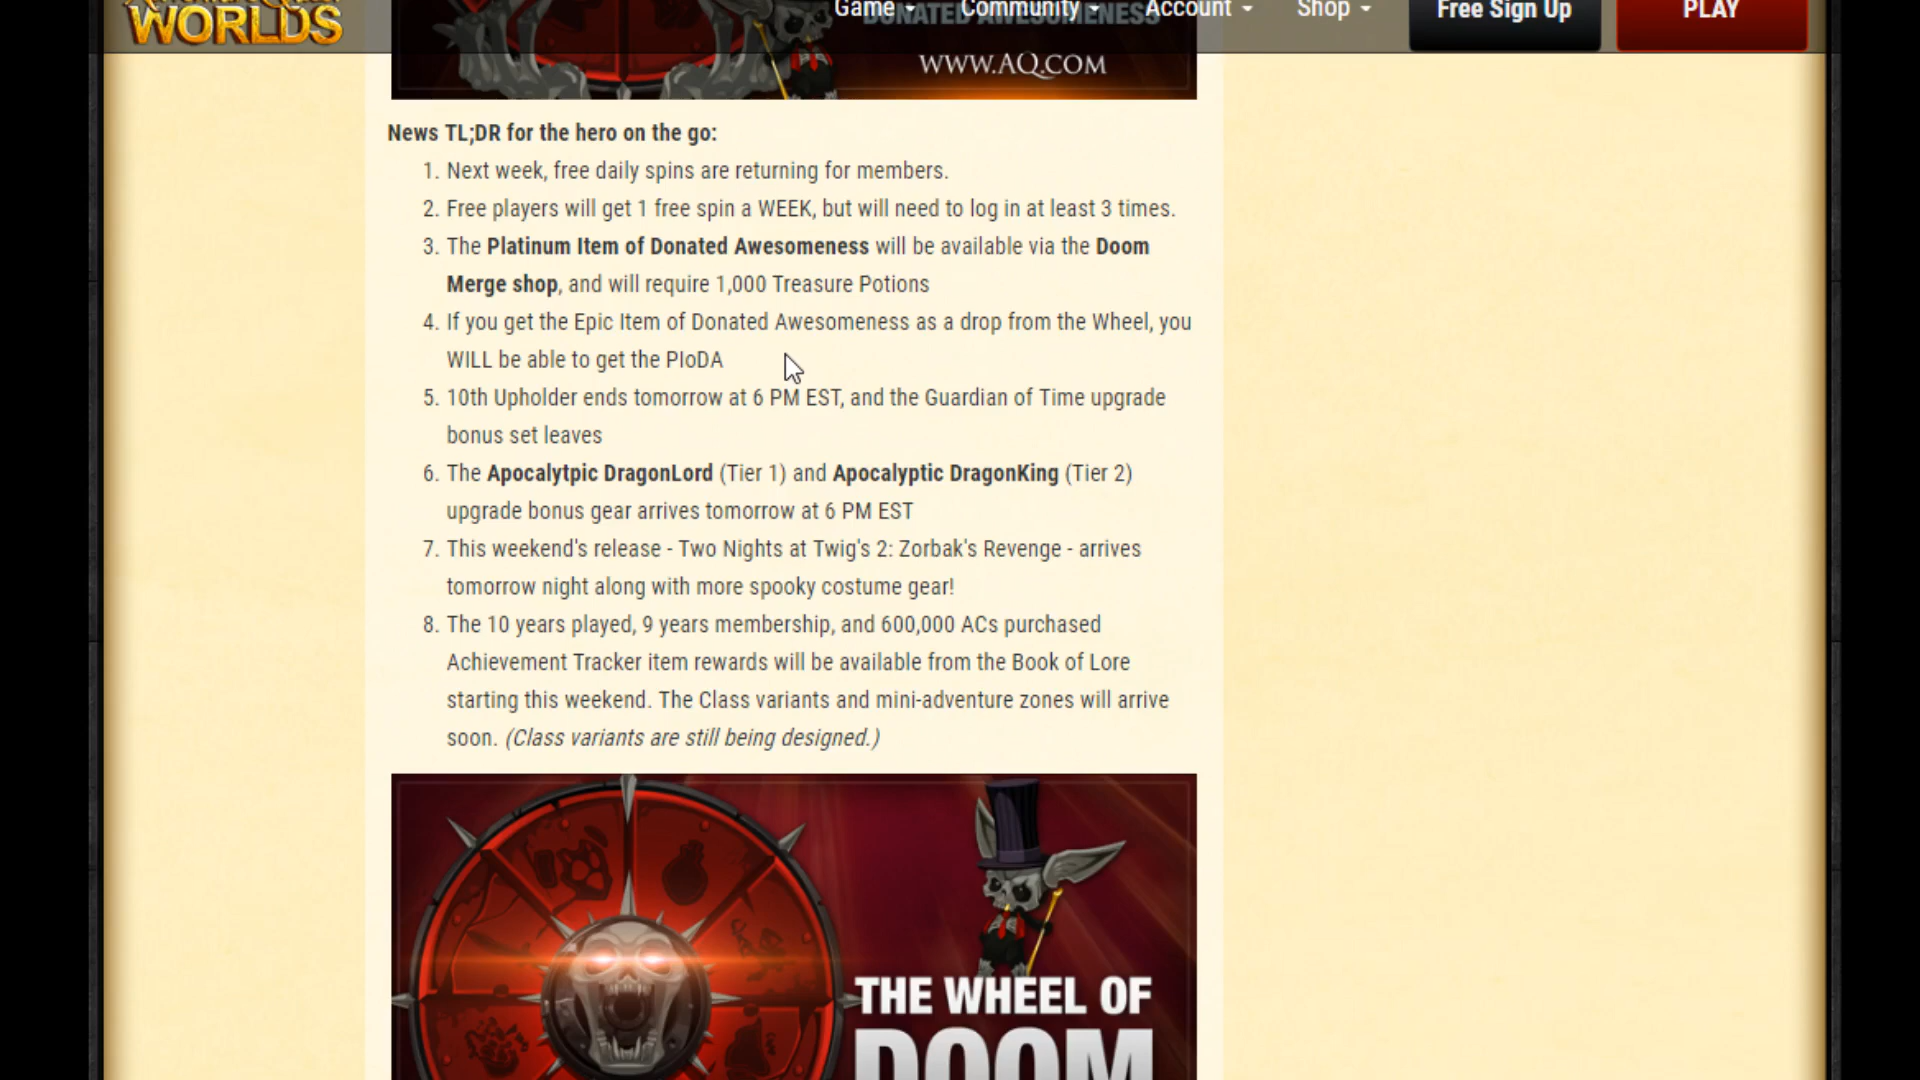 WORLDS
Game
Community
Account
Shop
Free Sign Up
PLAY
DONATED AWESOMENESS
WWW.AQ.COM
News TL;DR for the hero on the go:
1. Next week, free daily spins are returning for members.
2. Free players will get 1 free spin a WEEK, but will need to log in at least 3 times.
3. The Platinum Item of Donated Awesomeness will be available via the Doom
Merge shop, and will require 1,000 Treasure Potions
4. If you get the Epic Item of Donated Awesomeness as a drop from the Wheel, you
WILL be able to get the PIoDA
5. 10th Upholder ends tomorrow at 6 PM EST, and the Guardian of Time upgrade
bonus set leaves
6. The Apocalytpic DragonLord (Tier 1) and Apocalyptic DragonKing (Tier 2)
upgrade bonus gear arrives tomorrow at 6 PM EST
7. This weekend's release - Two Nights at Twig's 2: Zorbak's Revenge - arrives
tomorrow night along with more spooky costume gear!
8. The 10 years played, 9 years membership, and 600,000 ACs purchased
Achievement Tracker item rewards will be available from the Book of Lore
starting this weekend. The Class variants and mini-adventure zones will arrive
soon. (Class variants are still being designed.)
THE WHEEL OF
DOOM